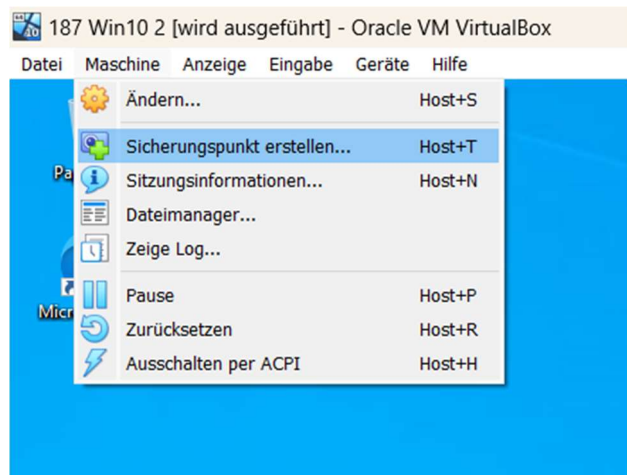 187 Win10 2 [wird ausgeführt] - Oracle VM VirtualBox
Datei Maschine Anzeige Eingabe Geräte Hilfe
Ändern... Host+S
Sicherungspunkt erstellen... Host+T
Sitzungsinformationen... Host+N
Dateimanager...
Zeige Log...
Pause Host+P
Zurücksetzen Host+R
Ausschalten per ACPI Host+H